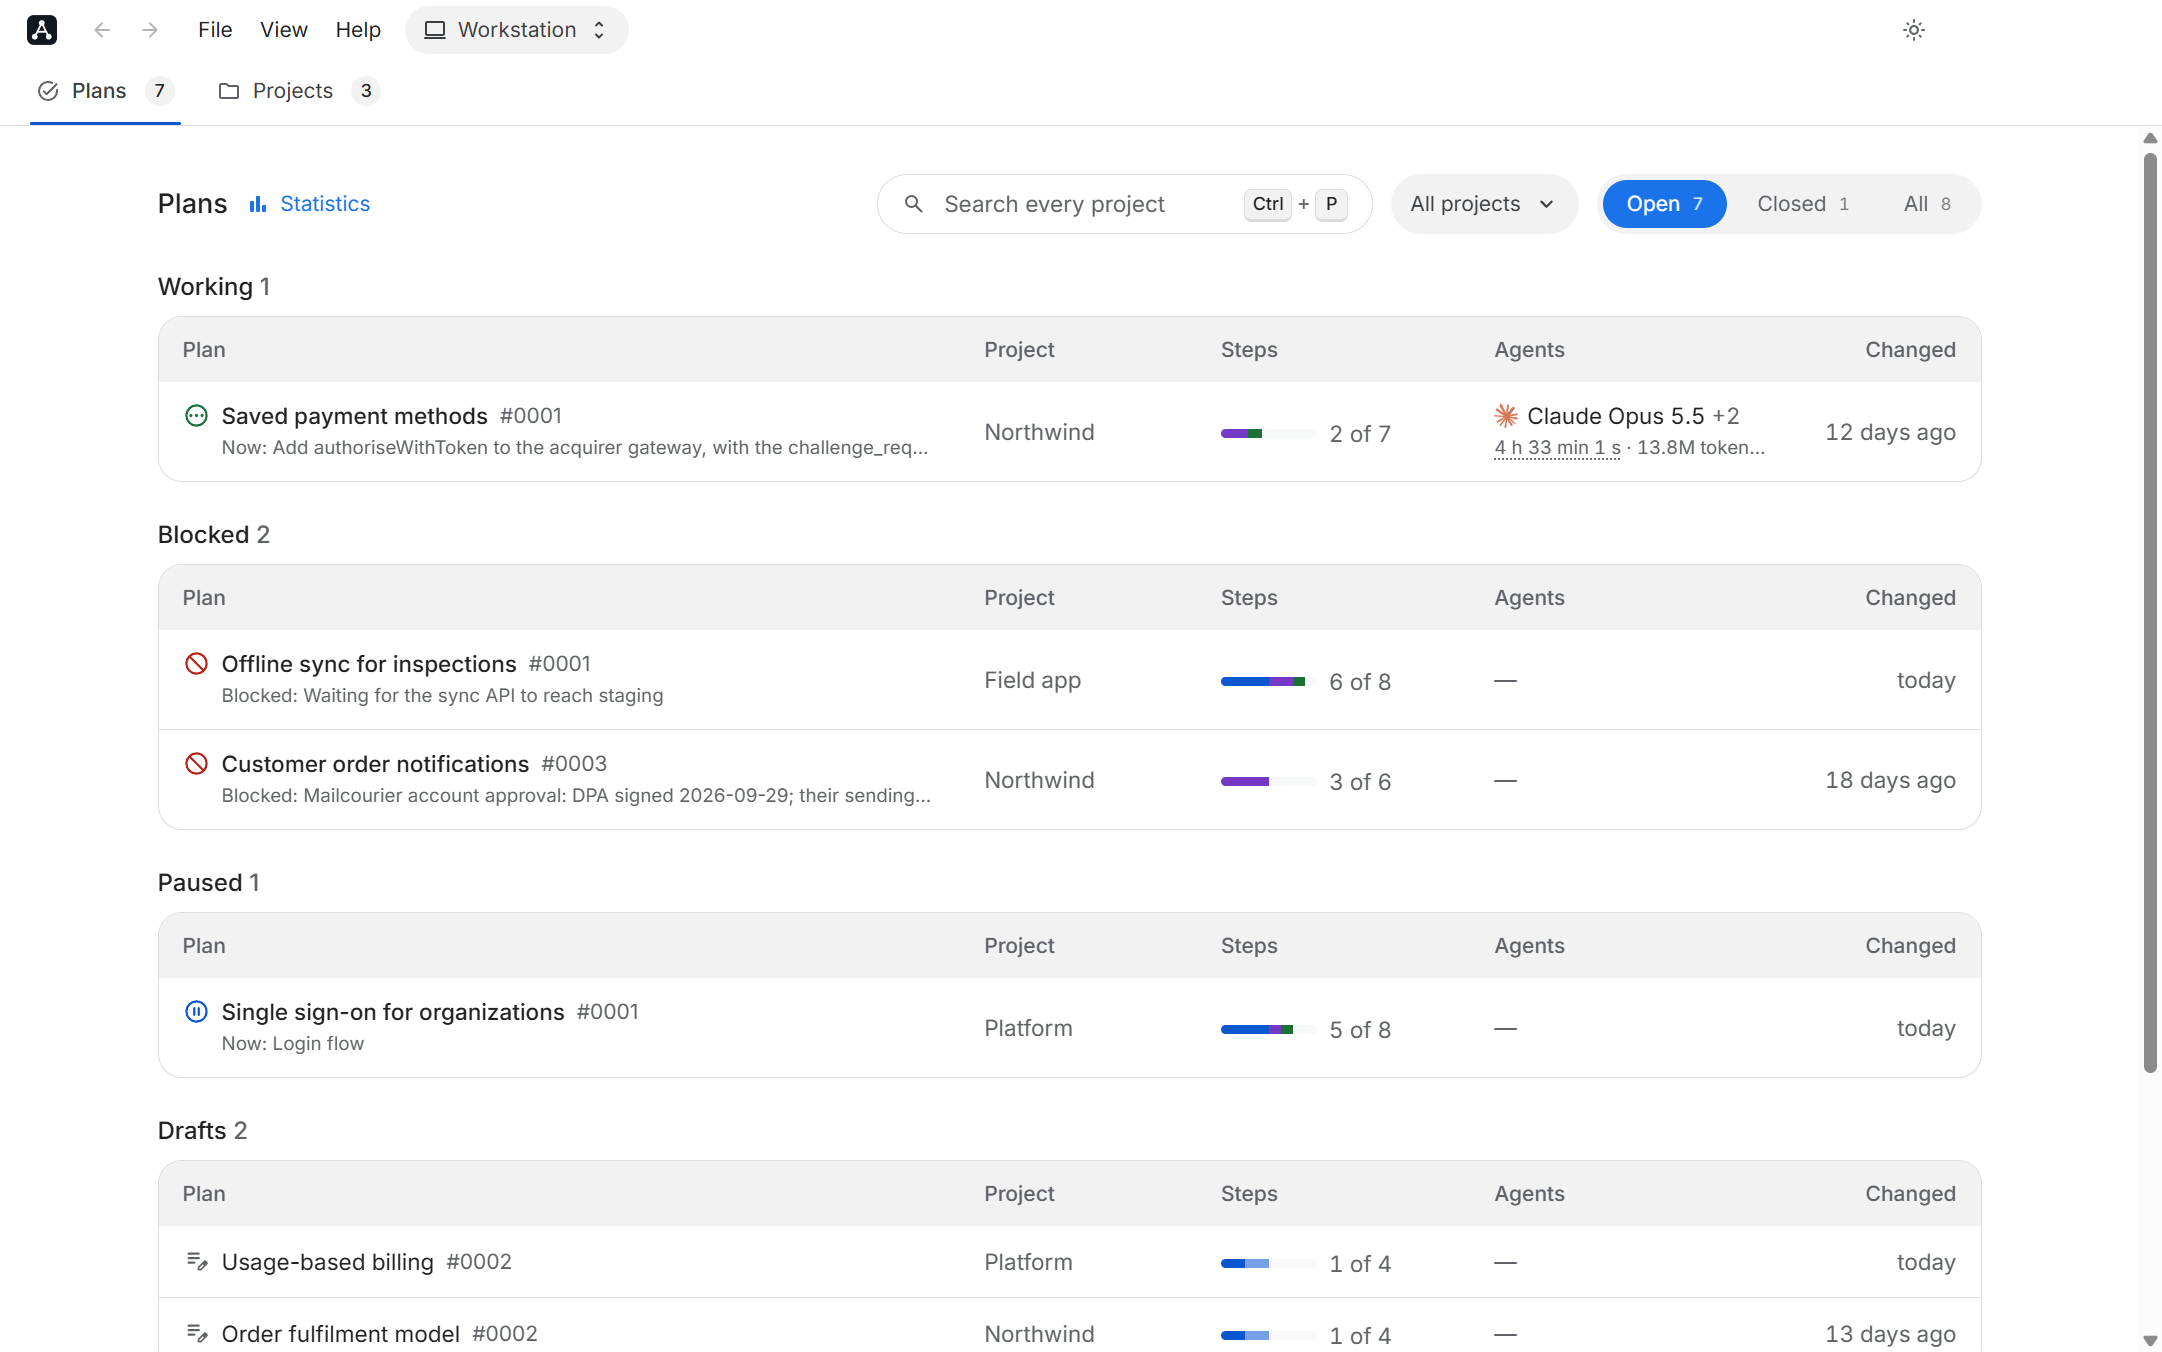 File View Help Workstation
Plans 7 Projects 3
Plans Statistics Search every project Ctrl + P All projects Open 7 Closed 1 All 8
Working 1
Plan Project Steps Agents Changed
Saved payment methods #0001 Northwind 2 of 7 Claude Opus 5.5 +2 12 days ago
Now: Add authoriseWithToken to the acquirer gateway, with the challenge_req... 4 h 33 min 1 s · 13.8M token...
Blocked 2
Plan Project Steps Agents Changed
Offline sync for inspections #0001 Field app 6 of 8 — today
Blocked: Waiting for the sync API to reach staging
Customer order notifications #0003 Northwind 3 of 6 — 18 days ago
Blocked: Mailcourier account approval: DPA signed 2026-09-29; their sending...
Paused 1
Plan Project Steps Agents Changed
Single sign-on for organizations #0001 Platform 5 of 8 — today
Now: Login flow
Drafts 2
Plan Project Steps Agents Changed
Usage-based billing #0002 Platform 1 of 4 — today
Order fulfilment model #0002 Northwind 1 of 4 — 13 days ago